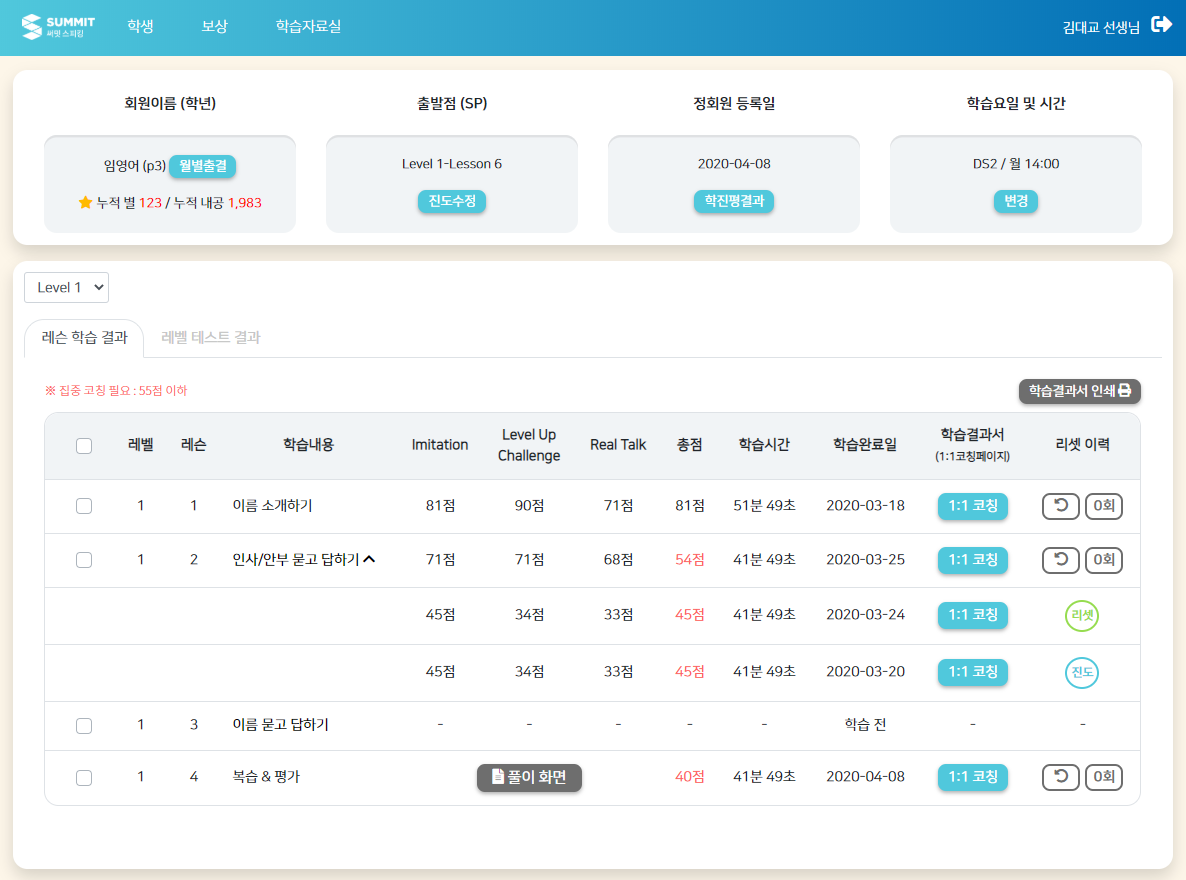 SUMMIT
써밋 스피킹
학생 보상 학습자료실
김대교 선생님
회원이름 (학년) 출발점 (SP) 정회원 등록일 학습요일 및 시간
임영어 (p3) 월별출결
누적 별 123 / 누적 내공 1,983
Level 1-Lesson 6
진도수정
2020-04-08
학진평결과
DS2 / 월 14:00
변경
Level 1
레슨 학습 결과 레벨 테스트 결과
※ 집중 코칭 필요 : 55점 이하
학습결과서 인쇄
레벨 레슨 학습내용 Imitation Level Up Challenge Real Talk 총점 학습시간 학습완료일 학습결과서 (1:1코칭페이지) 리셋 이력
1 1 이름 소개하기 81점 90점 71점 81점 51분 49초 2020-03-18 1:1 코칭 0회
1 2 인사/안부 묻고 답하기 71점 71점 68점 54점 41분 49초 2020-03-25 1:1 코칭 0회
45점 34점 33점 45점 41분 49초 2020-03-24 1:1 코칭 리셋
45점 34점 33점 45점 41분 49초 2020-03-20 1:1 코칭 진도
1 3 이름 묻고 답하기 - - - - - 학습 전 - -
1 4 복습 & 평가 풀이 화면 40점 41분 49초 2020-04-08 1:1 코칭 0회